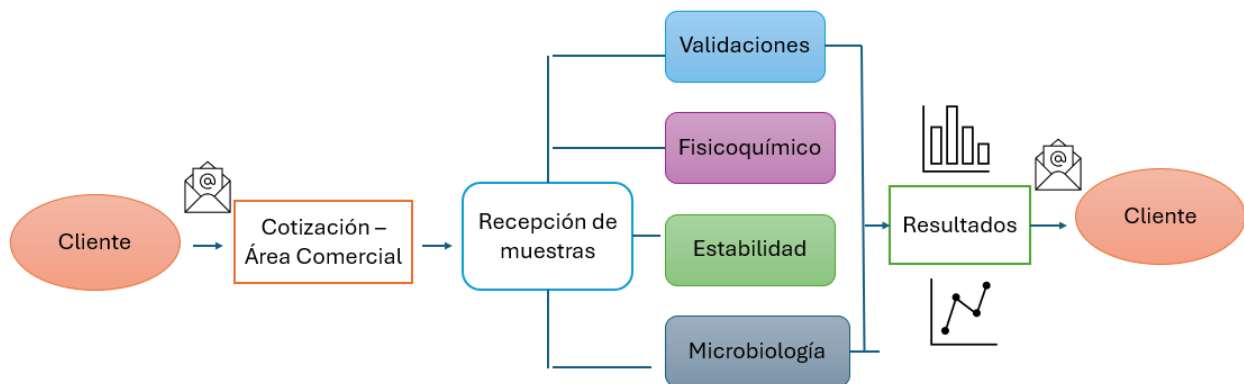 Cliente
@
Cotización –
Área Comercial
Recepción de
muestras
Validaciones
Fisicoquímico
Estabilidad
Microbiología
Resultados
@
Cliente